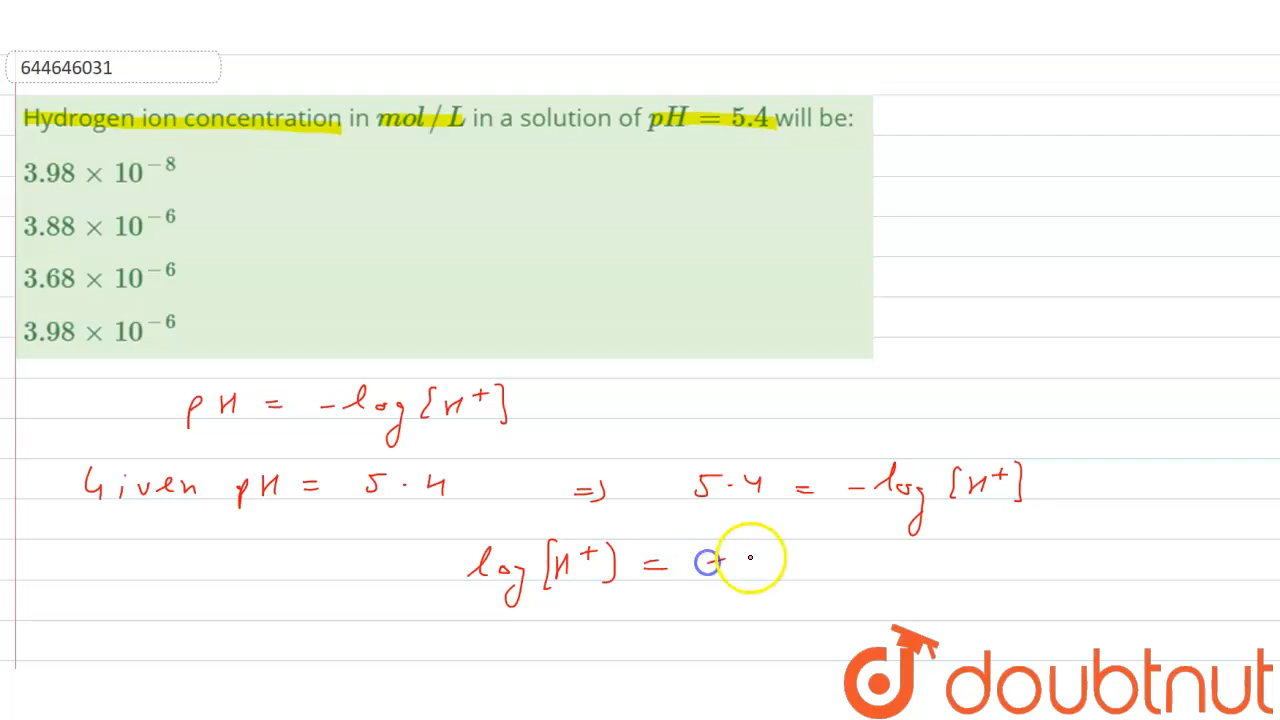 644646031
Hydrogen ion concentration in mol/L in a solution of pH = 5.4 will be:
3.98 × 10⁻⁸
3.88 × 10⁻⁶
3.68 × 10⁻⁶
3.98 × 10⁻⁶
pH = -log[H⁺]
Given pH = 5.4 ⇒ 5.4 = -log[H⁺]
log[H⁺) =
doubtnut